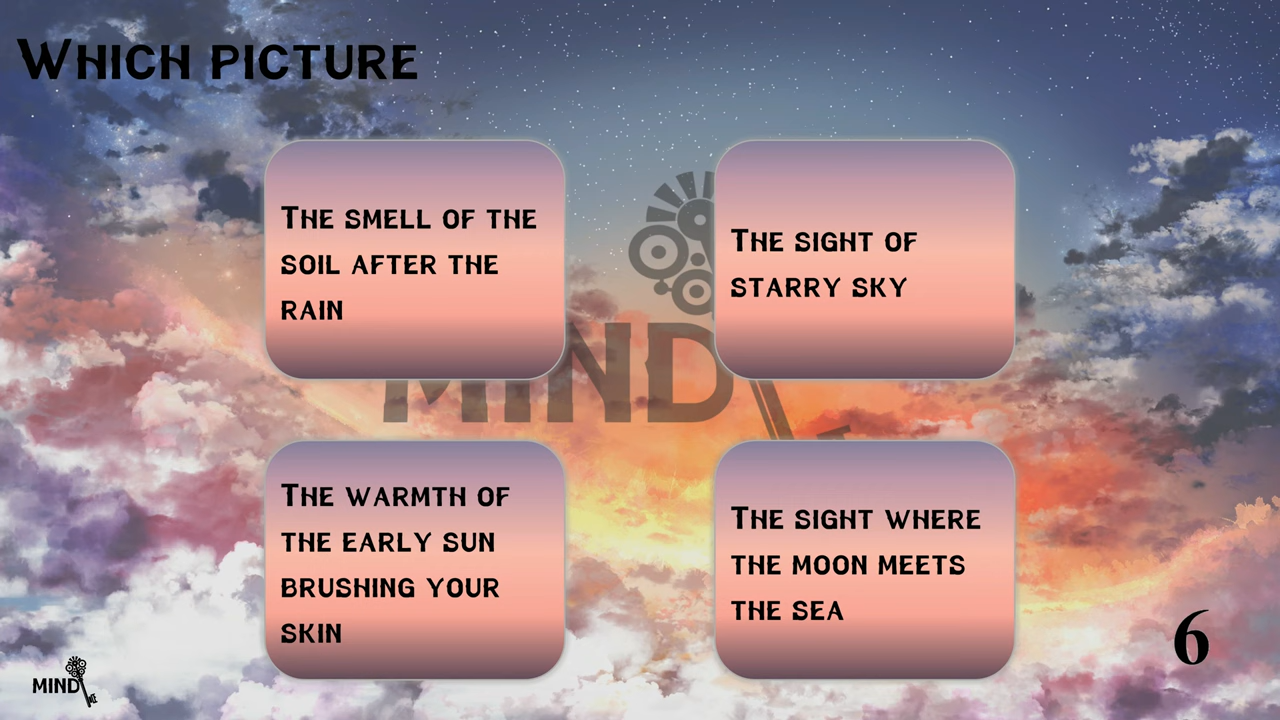 Which picture
The smell of the
soil after the
rain
The sight of
starry sky
MIND
The warmth of
the early sun
brushing your
skin
The sight where
the moon meets
the sea
6
MIND